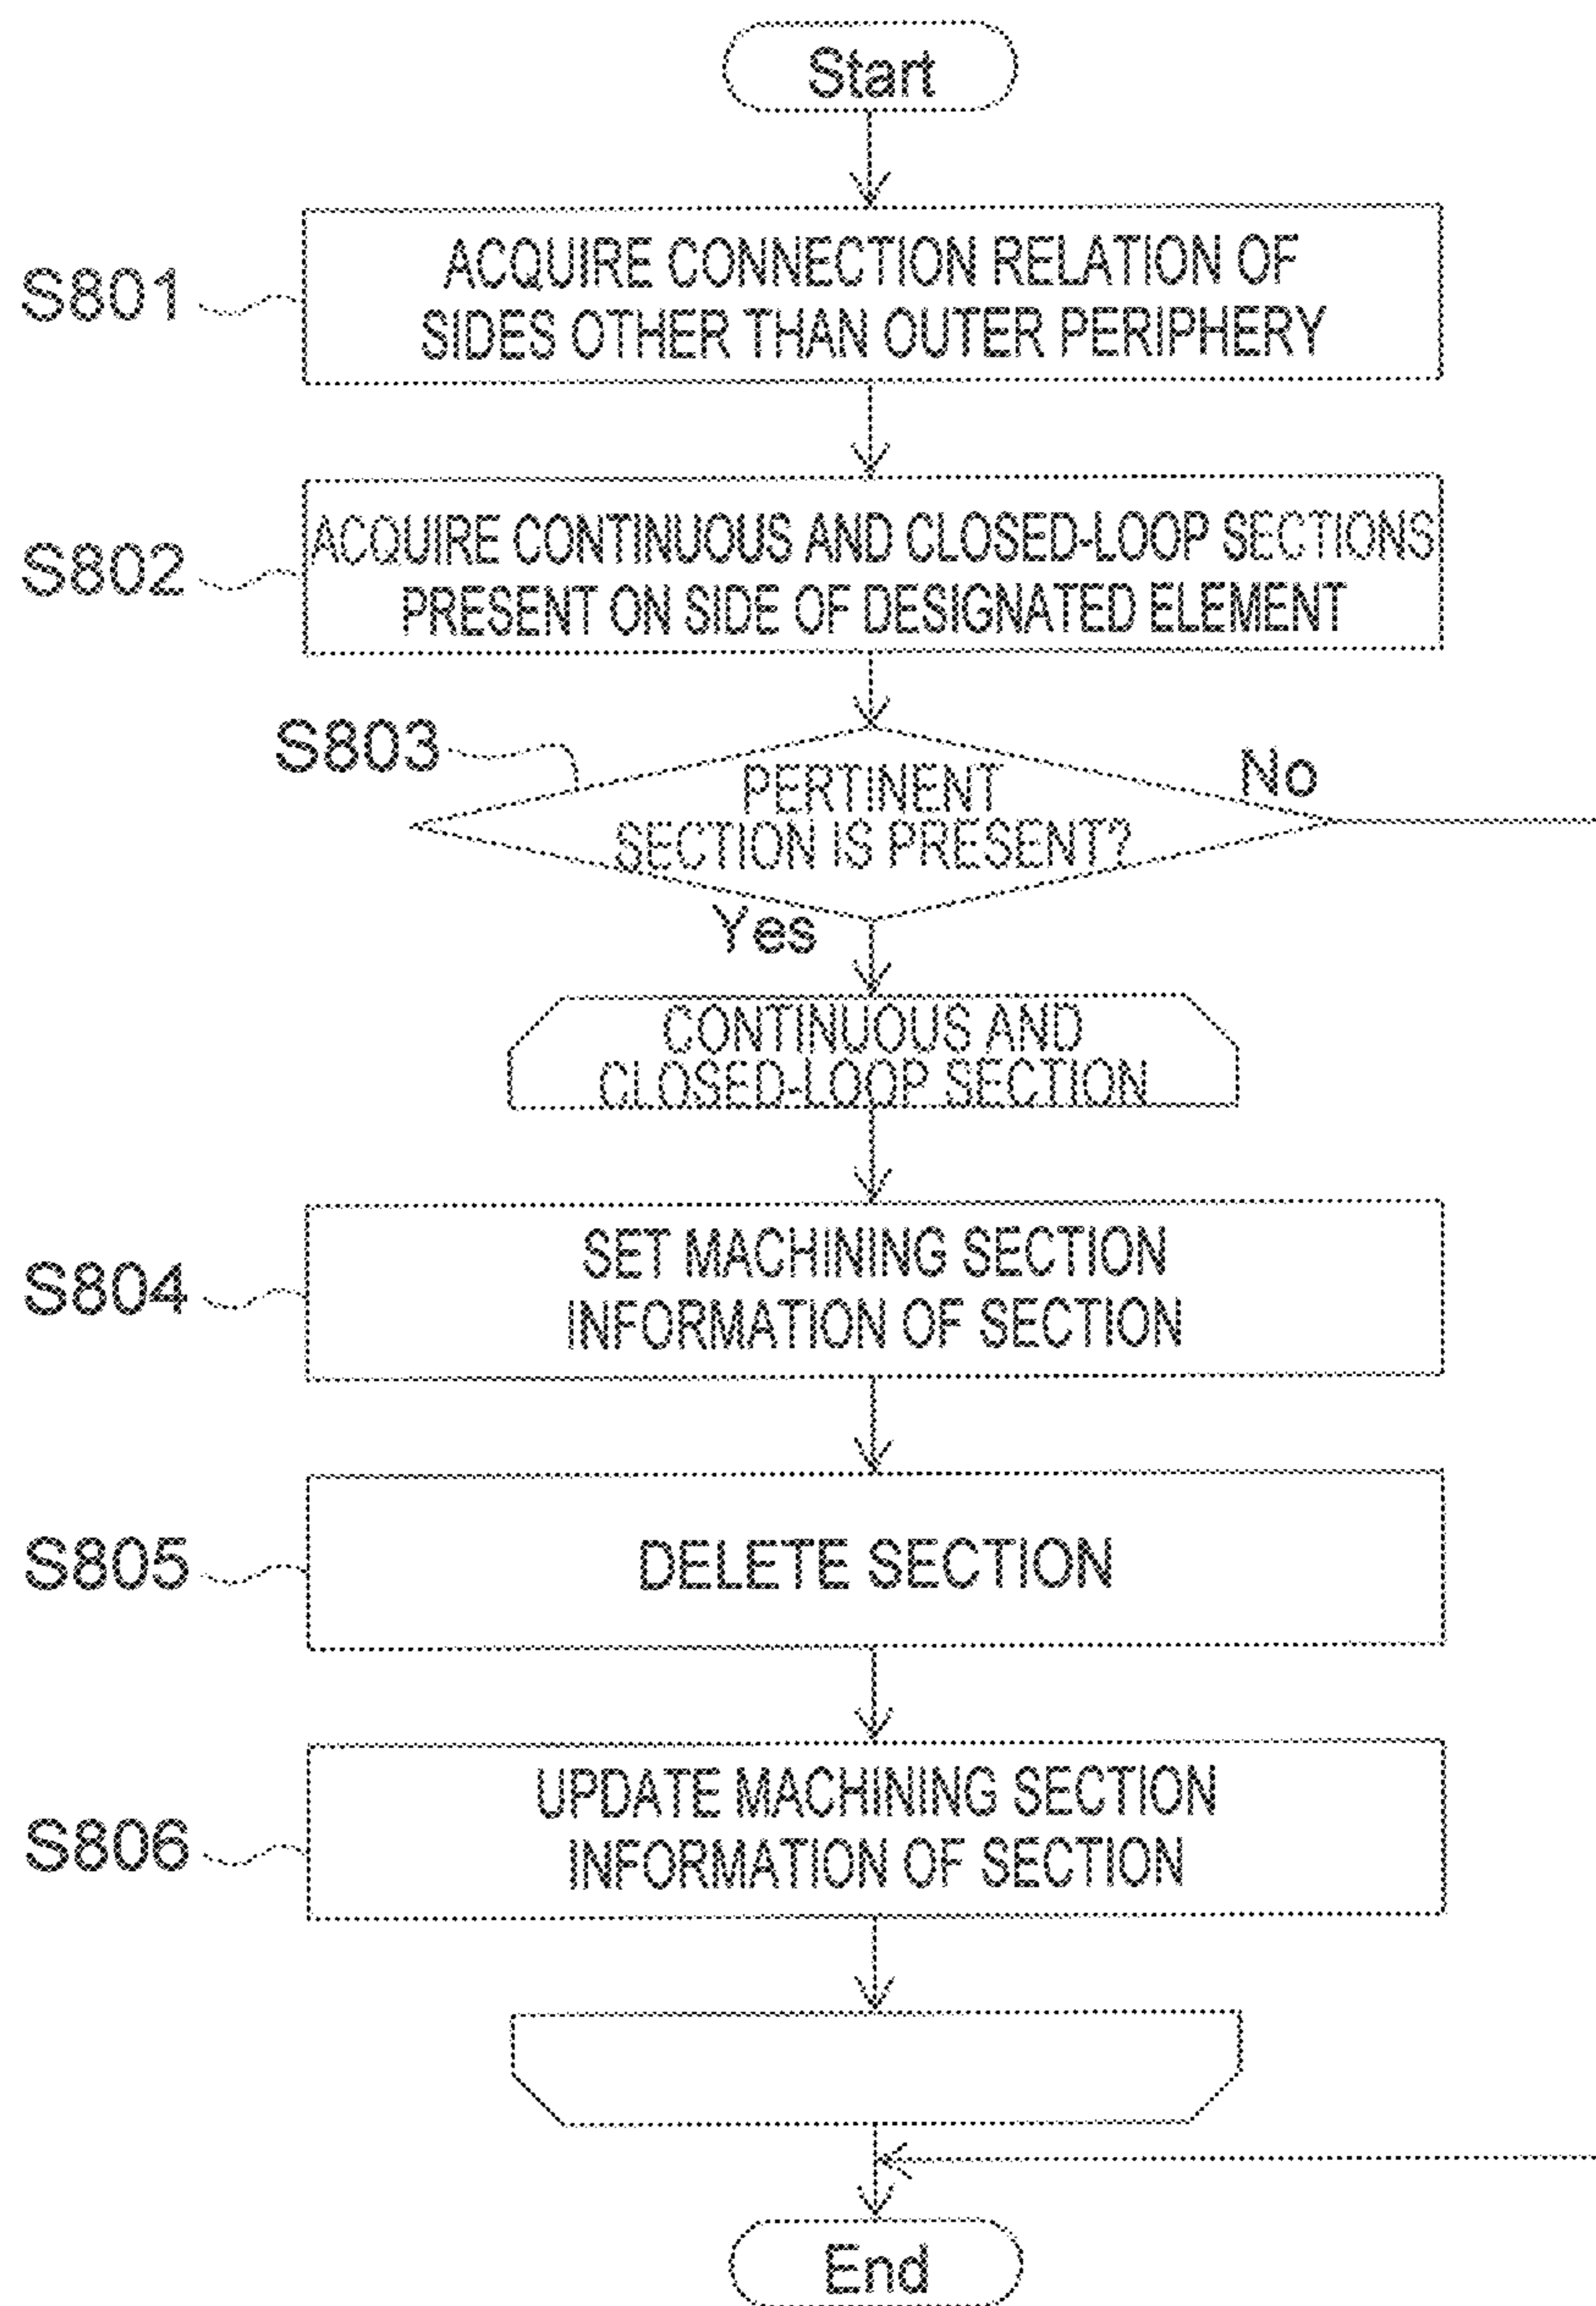 Start
S801
ACQUIRE CONNECTION RELATION OF
SIDES OTHER THAN OUTER PERIPHERY
S802
ACQUIRE CONTINUOUS AND CLOSED-LOOP SECTIONS
PRESENT ON SIDE OF DESIGNATED ELEMENT
S803
PERTINENT
SECTION IS PRESENT?
No
Yes
CONTINUOUS AND
CLOSED-LOOP SECTION
S804
SET MACHINING SECTION
INFORMATION OF SECTION
S805
DELETE SECTION
S806
UPDATE MACHINING SECTION
INFORMATION OF SECTION
End